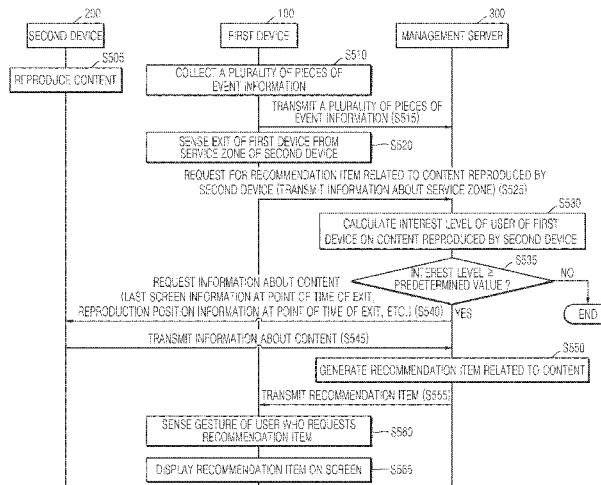 200
100
300
SECOND DEVICE
FIRST DEVICE
MANAGEMENT SERVER
S505
REPRODUCE CONTENT
S510
COLLECT A PLURALITY OF PIECES OF
EVENT INFORMATION
TRANSMIT A PLURALITY OF PIECES OF
EVENT INFORMATION (S515)
SENSE EXIT OF FIRST DEVICE FROM
SERVICE ZONE OF SECOND DEVICE
S520
REQUEST FOR RECOMMENDATION ITEM RELATED TO CONTENT REPRODUCED BY
SECOND DEVICE (TRANSMIT INFORMATION ABOUT SERVICE ZONE) (S525)
S530
CALCULATE INTEREST LEVEL OF USER OF FIRST
DEVICE ON CONTENT REPRODUCED BY SECOND DEVICE
S535
INTEREST LEVEL ≥
PREDETERMINED VALUE ?
NO
END
YES
REQUEST INFORMATION ABOUT CONTENT
(LAST SCREEN INFORMATION AT POINT OF TIME OF EXIT,
REPRODUCTION POSITION INFORMATION AT POINT OF TIME OF EXIT, ETC.) (S540)
TRANSMIT INFORMATION ABOUT CONTENT (S545)
S550
GENERATE RECOMMENDATION ITEM RELATED TO CONTENT
TRANSMIT RECOMMENDATION ITEM (S555)
SENSE GESTURE OF USER WHO REQUESTS
RECOMMENDATION ITEM
S560
DISPLAY RECOMMENDATION ITEM ON SCREEN
S565